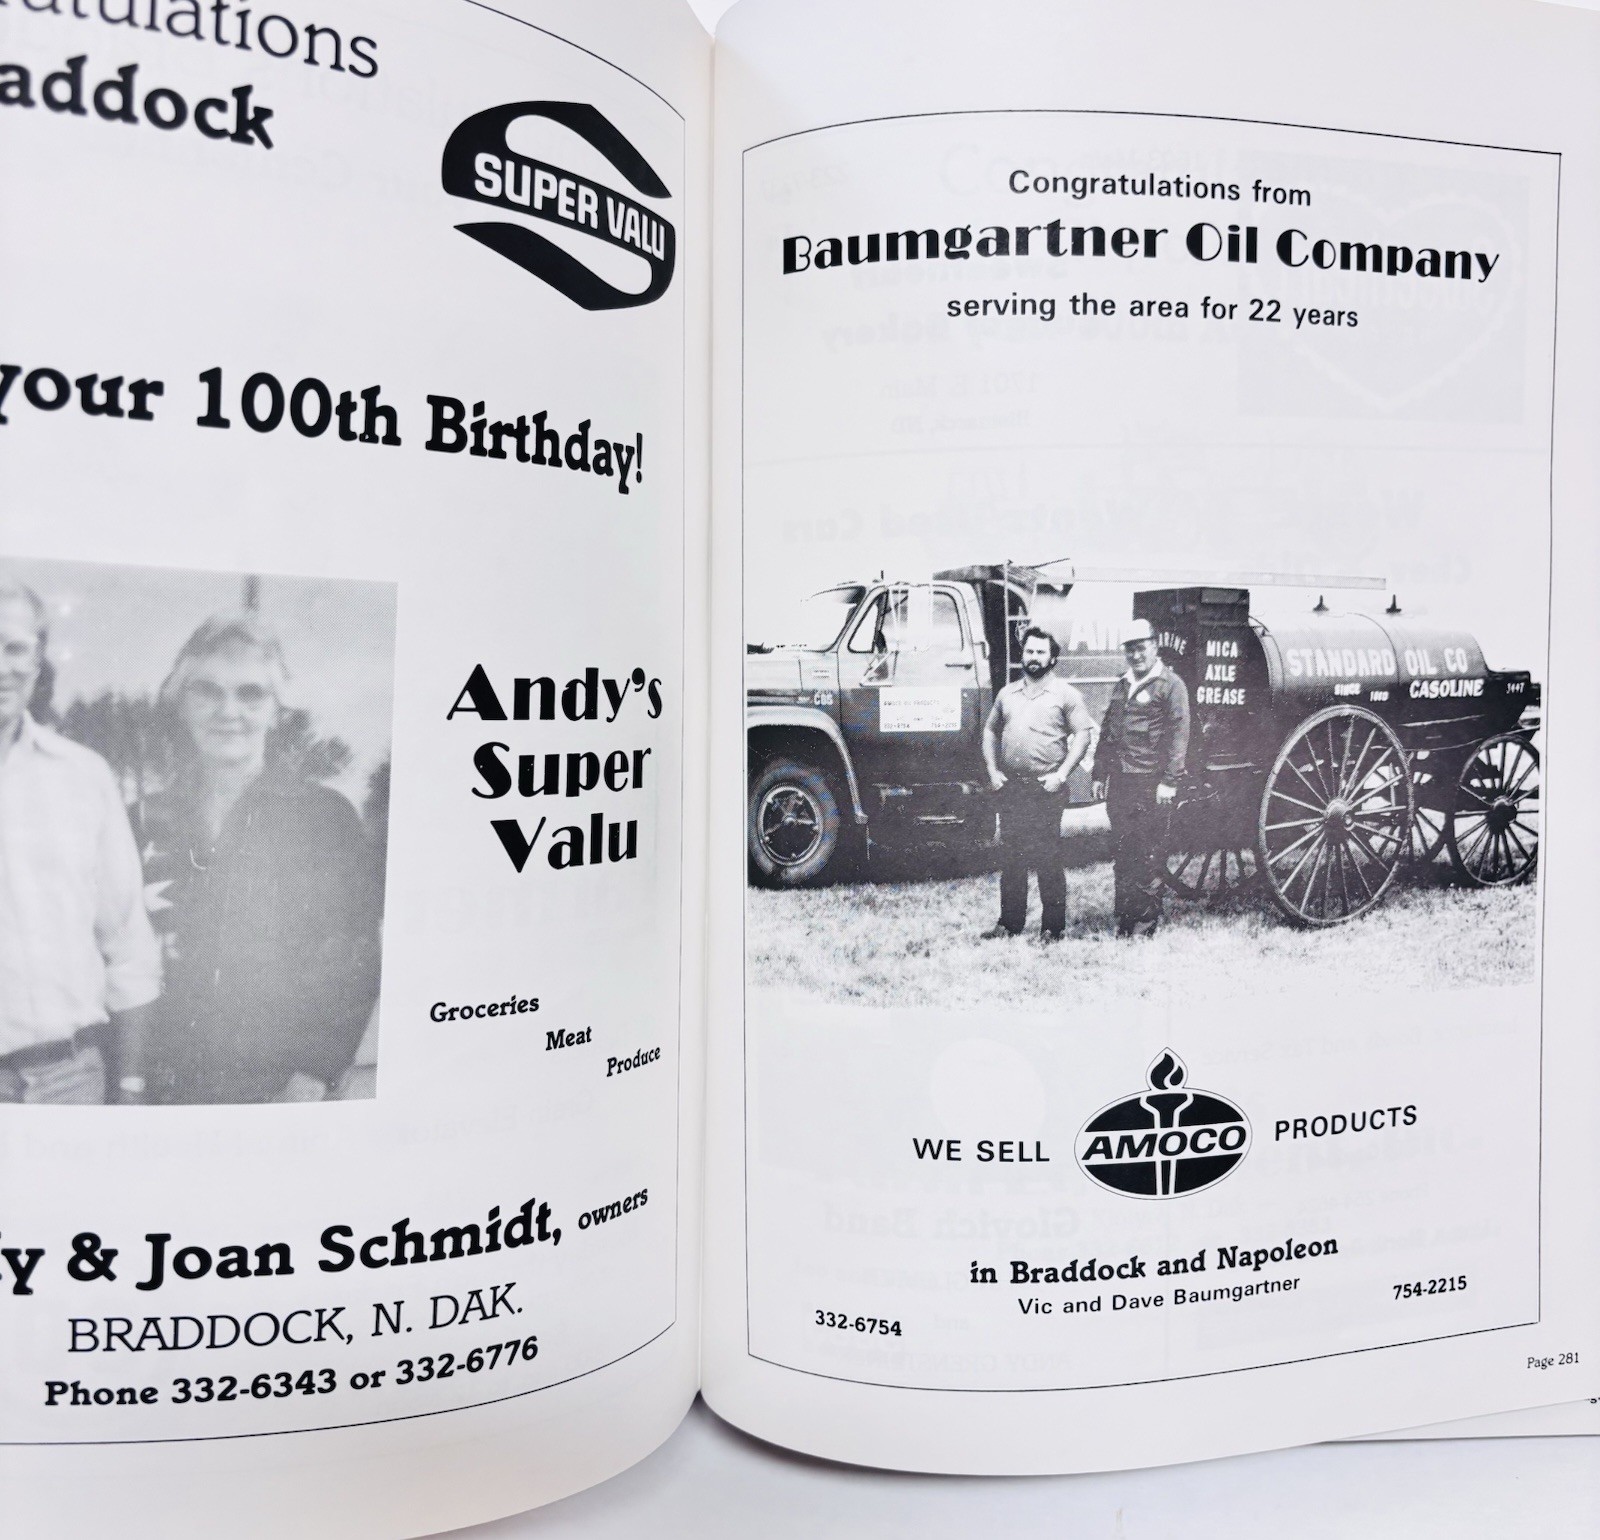 addock
SUPER VALU
your 100th Birthday!
Andy's
Super
Valu
Groceries
Meat
Produce
& Joan Schmidt, owners
BRADDOCK, N. DAK.
Phone 332-6343 or 332-6776
Congratulations from
Baumgartner Oil Company
serving the area for 22 years
MICA
AXLE
GREASE
STANDARD OIL CO
SINCE
GASOLINE
WE SELL AMOCO PRODUCTS
in Braddock and Napoleon
Vic and Dave Baumgartner
332-6754
754-2215
Page 281